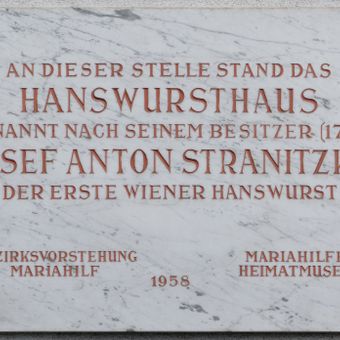 AN DIESER STELLE STAND DAS
HANSWURSTHAUS
NANNT NACH SEINEM BESITZER (17
SEF ANTON STRANITZK
DER ERSTE WIENER HANSWURST
ZIRKSVORSTEHUNG
MARIAHILF
1958
MARIAHILFE
HEIMATMUSE